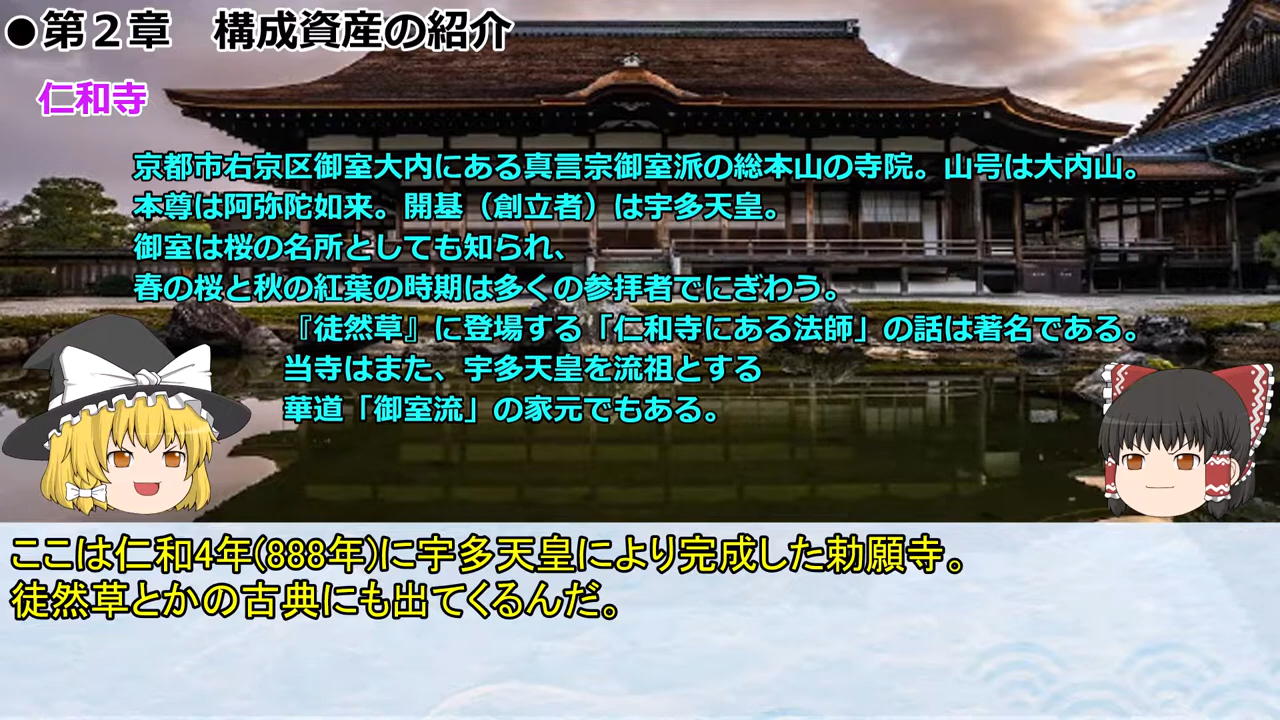 ●第２章　構成資産の紹介
仁和寺
京都市右京区御室大内にある真言宗御室派の総本山の寺院。山号は大内山。
本尊は阿弥陀如来。開基（創立者）は宇多天皇。
御室は桜の名所としても知られ、
春の桜と秋の紅葉の時期は多くの参拝者でにぎわう。
『徒然草』に登場する「仁和寺にある法師」の話は著名である。
当寺はまた、宇多天皇を流祖とする
華道「御室流」の家元でもある。
ここは仁和4年(888年)に宇多天皇により完成した勅願寺。
徒然草とかの古典にも出てくるんだ。